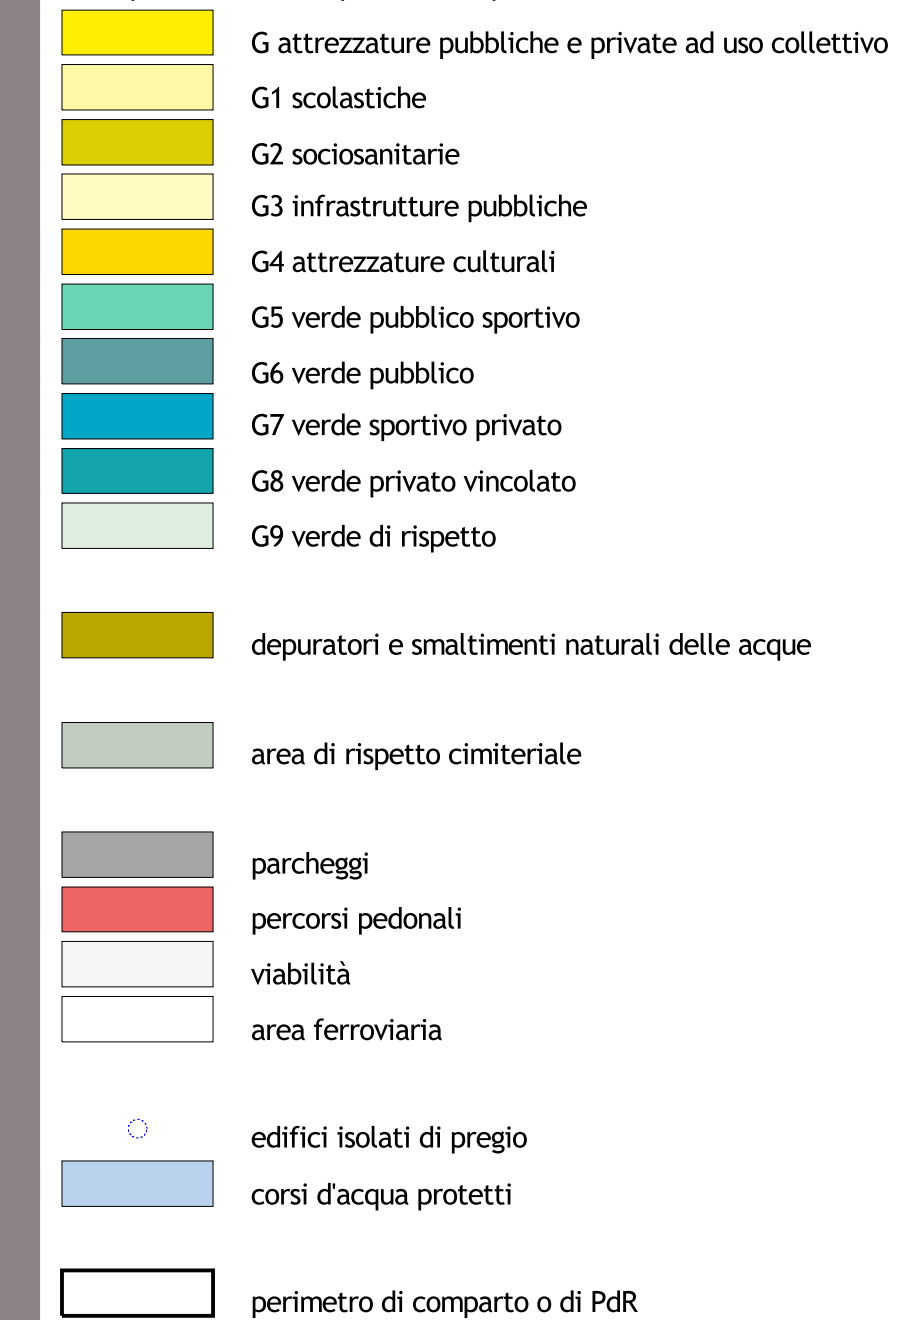 G attrezzature pubbliche e private ad uso collettivo
G1 scolastiche
G2 sociosanitarie
G3 infrastrutture pubbliche
G4 attrezzature culturali
G5 verde pubblico sportivo
G6 verde pubblico
G7 verde sportivo privato
G8 verde privato vincolato
G9 verde di rispetto
depuratori e smaltimenti naturali delle acque
area di rispetto cimiteriale
parcheggi
percorsi pedonali
viabilità
area ferroviaria
edifici isolati di pregio
corsi d'acqua protetti
perimetro di comparto o di PdR